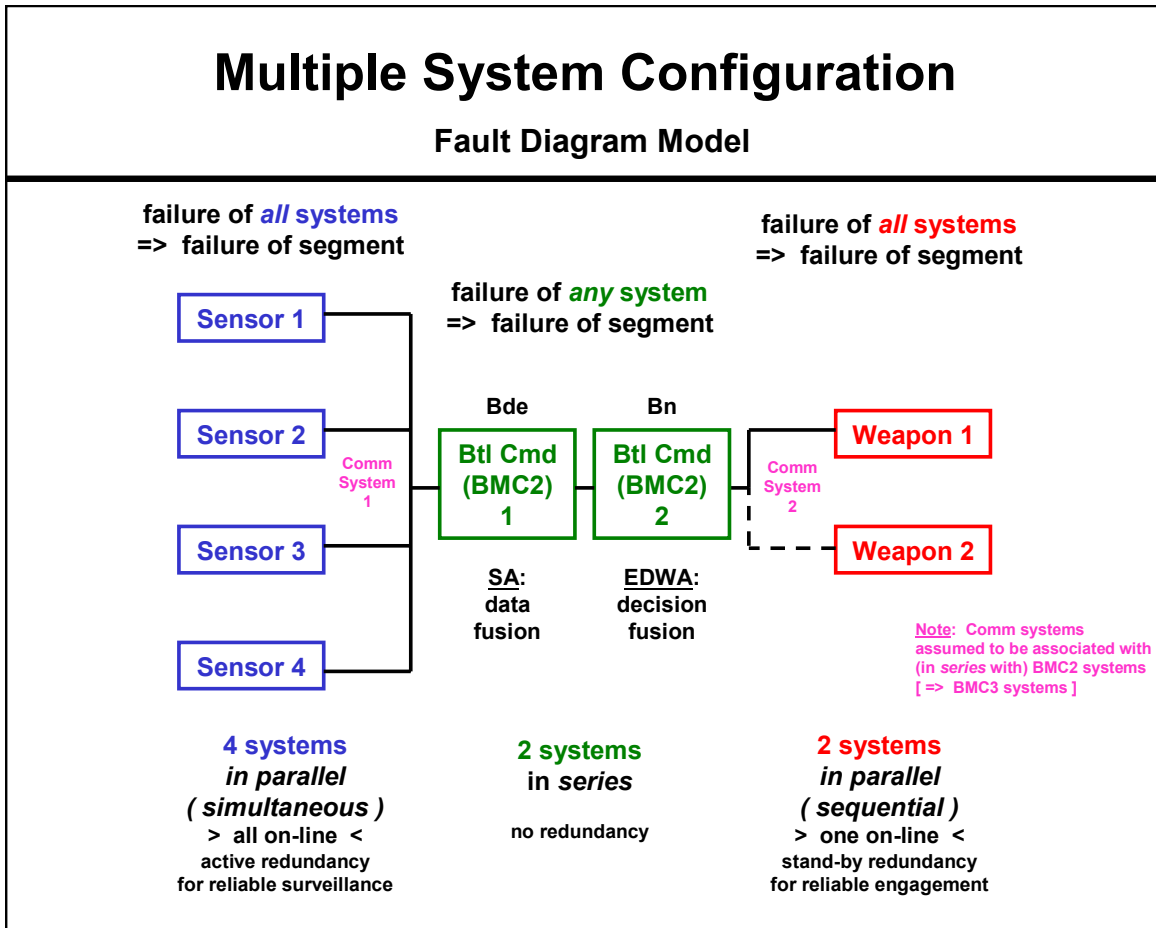 Multiple System Configuration
Fault Diagram Model
failure of all systems
=> failure of segment
failure of any system
=> failure of segment
failure of all systems
=> failure of segment
Sensor 1
Sensor 2
Sensor 3
Sensor 4
Comm
System
1
Bde
Btl Cmd
(BMC2)
1
SA:
data
fusion
Bn
Btl Cmd
(BMC2)
2
EDWA:
decision
fusion
Comm
System
2
Weapon 1
Weapon 2
Note: Comm systems
assumed to be associated with
(in series with) BMC2 systems
[ => BMC3 systems ]
4 systems
in parallel
( simultaneous )
> all on-line <
active redundancy
for reliable surveillance
2 systems
in series
no redundancy
2 systems
in parallel
( sequential )
> one on-line <
stand-by redundancy
for reliable engagement